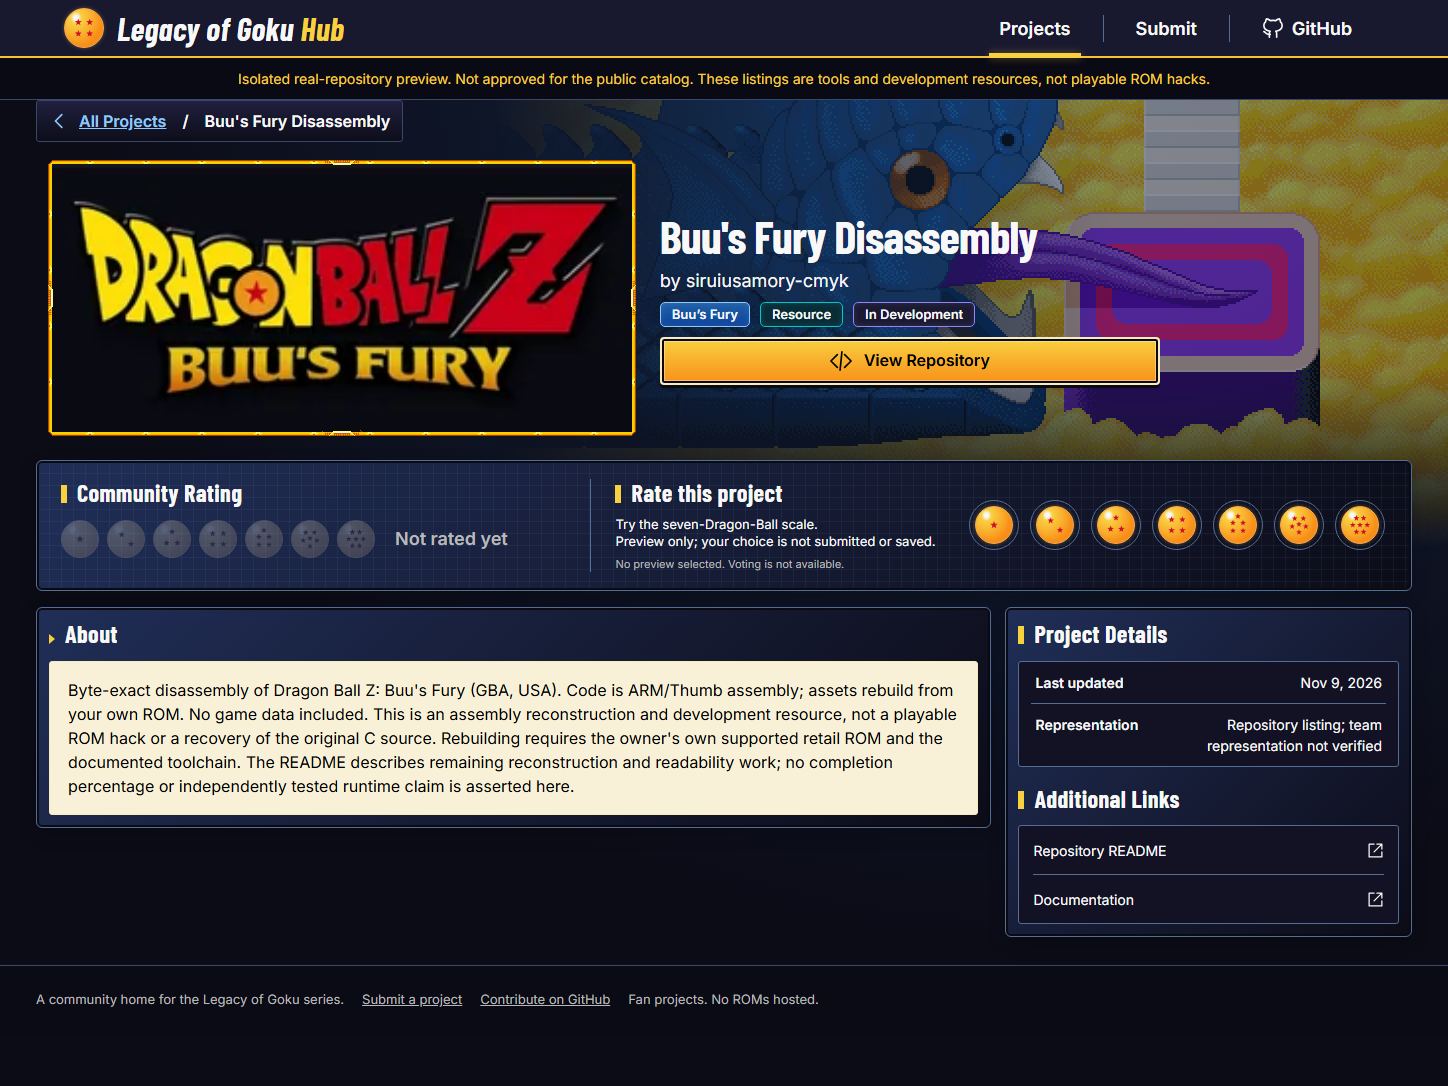 Legacy of Goku Hub
Projects
Submit
GitHub
Isolated real-repository preview. Not approved for the public catalog. These listings are tools and development resources, not playable ROM hacks.
All Projects / Buu's Fury Disassembly
DRAGON BALL Z
BUU'S FURY
Buu's Fury Disassembly
by siruiusamory-cmyk
Buu's Fury
Resource
In Development
View Repository
Community Rating
Not rated yet
Rate this project
Try the seven-Dragon-Ball scale.
Preview only; your choice is not submitted or saved.
No preview selected. Voting is not available.
About
Byte-exact disassembly of Dragon Ball Z: Buu's Fury (GBA, USA). Code is ARM/Thumb assembly; assets rebuild from
your own ROM. No game data included. This is an assembly reconstruction and development resource, not a playable
ROM hack or a recovery of the original C source. Rebuilding requires the owner's own supported retail ROM and the
documented toolchain. The README describes remaining reconstruction and readability work; no completion
percentage or independently tested runtime claim is asserted here.
Project Details
Last updated
Nov 9, 2026
Representation
Repository listing; team
representation not verified
Additional Links
Repository README
Documentation
A community home for the Legacy of Goku series.
Submit a project
Contribute on GitHub
Fan projects. No ROMs hosted.